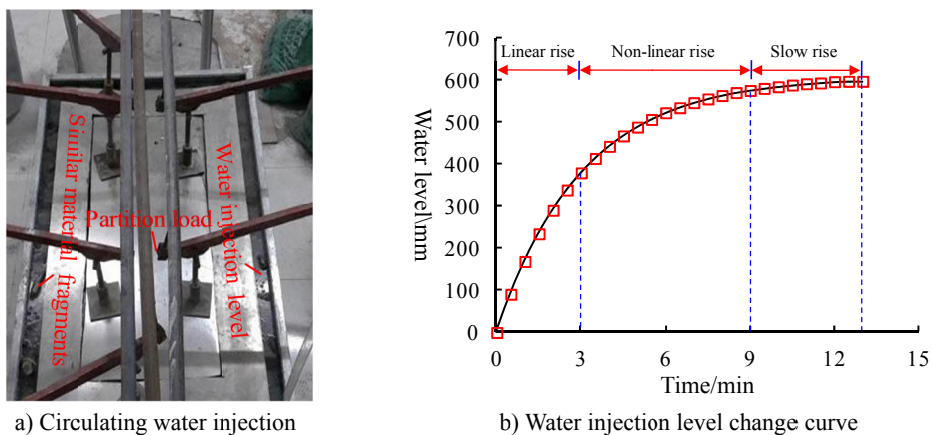 Similar material fragments
Partition load
Water injection level
a) Circulating water injection
700
600
500
400
300
200
100
0
Water level\mm
Linear rise
Non-linear rise
Slow rise
0 3 6 9 12 15
Time/min
b) Water injection level change curve